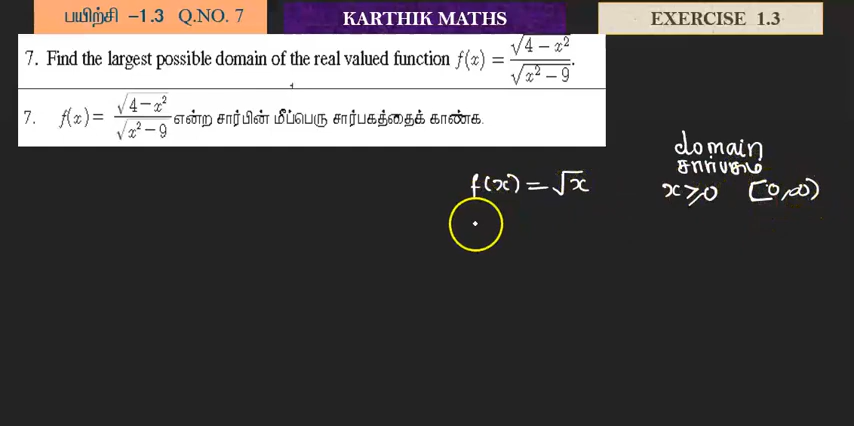 பயிற்சி –1.3 Q.NO. 7
KARTHIK MATHS
EXERCISE 1.3
7. Find the largest possible domain of the real valued function f(x) = √(4 − x²) / √(x² − 9).
7. f(x) = √(4−x²) / √(x² − 9) என்ற சார்பின் மீப்பெரு சார்பகத்தைக் காண்க.
domain
சார்பகம்
f(x) = √x x ≥ 0 [0,∞)